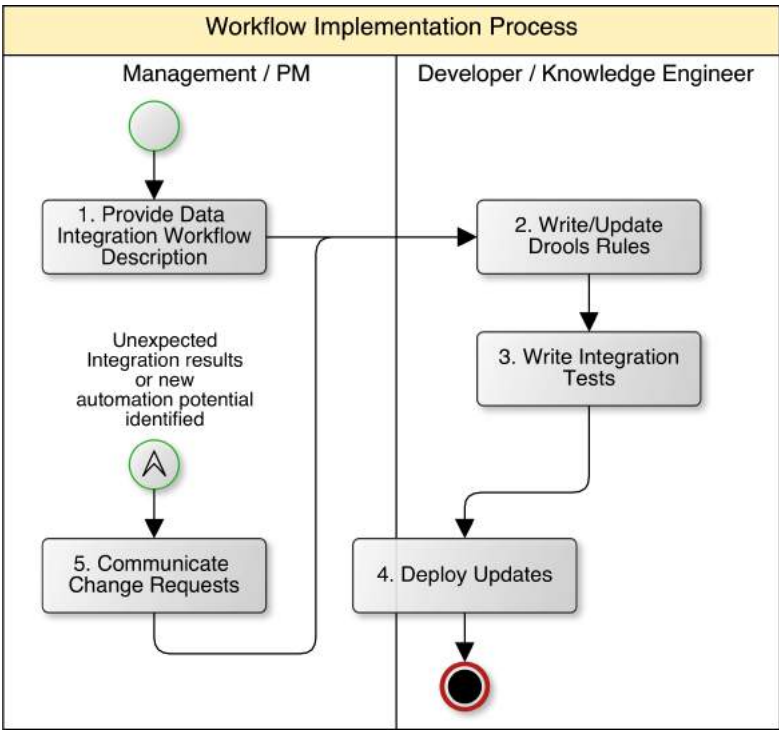 Workflow Implementation Process
Management / PM
Developer / Knowledge Engineer
1. Provide Data
Integration Workflow
Description
2. Write/Update
Drools Rules
3. Write Integration
Tests
Unexpected
Integration results
or new
automation potential
identified
5. Communicate
Change Requests
4. Deploy Updates